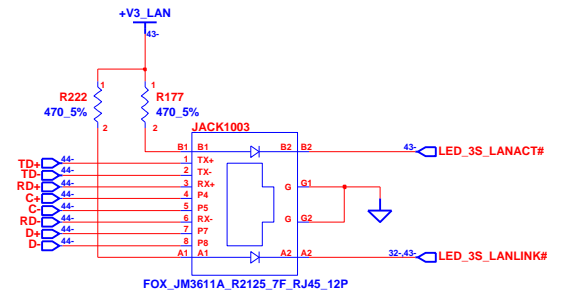 +V3_LAN
43-
1 1
R222 R177
470_5% 470_5%
2 2
JACK1003
B1 B1 B2 B2 43- LED_3S_LANACT#
TD+ 44- 1 TX+
TD- 44- 2 TX-
RD+ 44- 3 RX+ G G1
C+ 44- 4 P4
C- 44- 5 P5
RD- 44- 6 RX- G G2
D+ 44- 7 P7
D- 44- 8 P8
A1 A1 A2 A2 32-,43- LED_3S_LANLINK#
FOX_JM3611A_R2125_7F_RJ45_12P